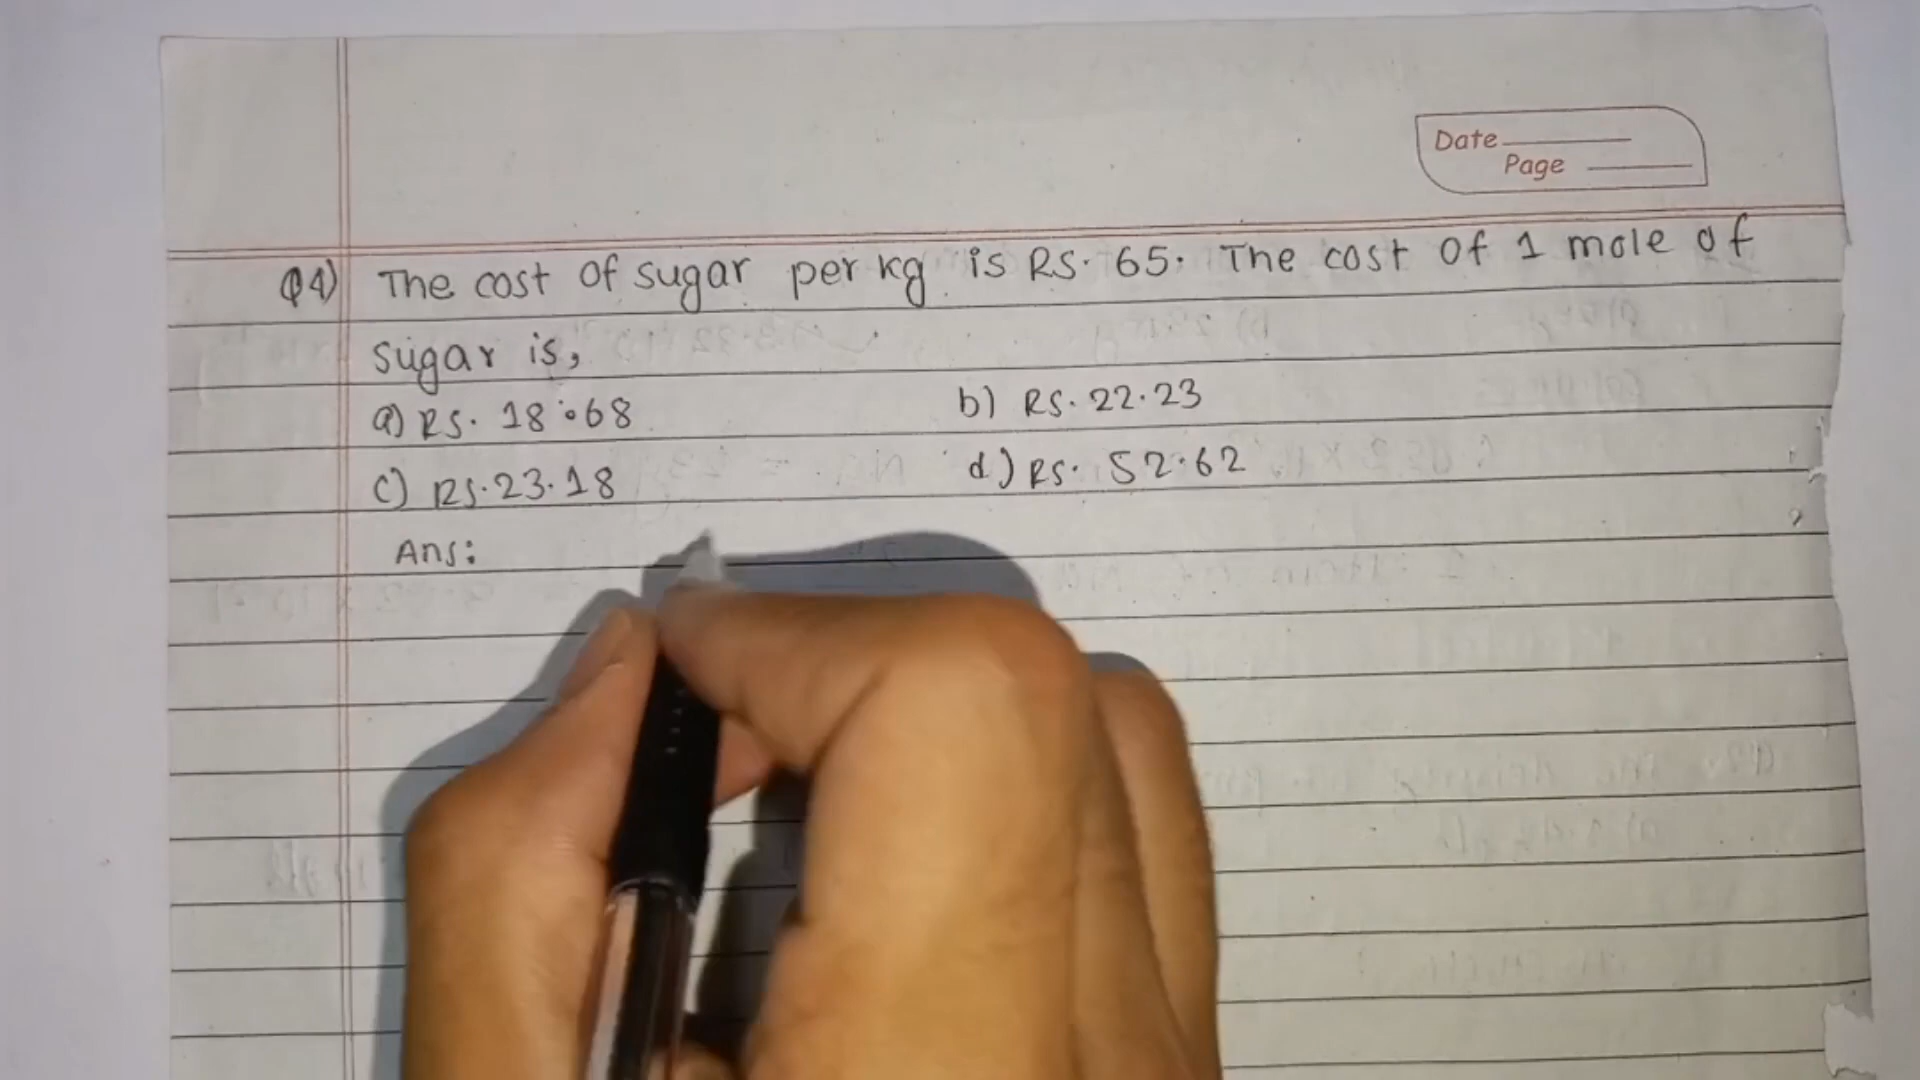 Date
Page
Q4) The cost of sugar per kg is RS. 65. The cost of 1 mole of
sugar is,
a) RS. 18.68 b) RS. 22.23
c) RS. 23.18 d) RS. 52.62
Ans: